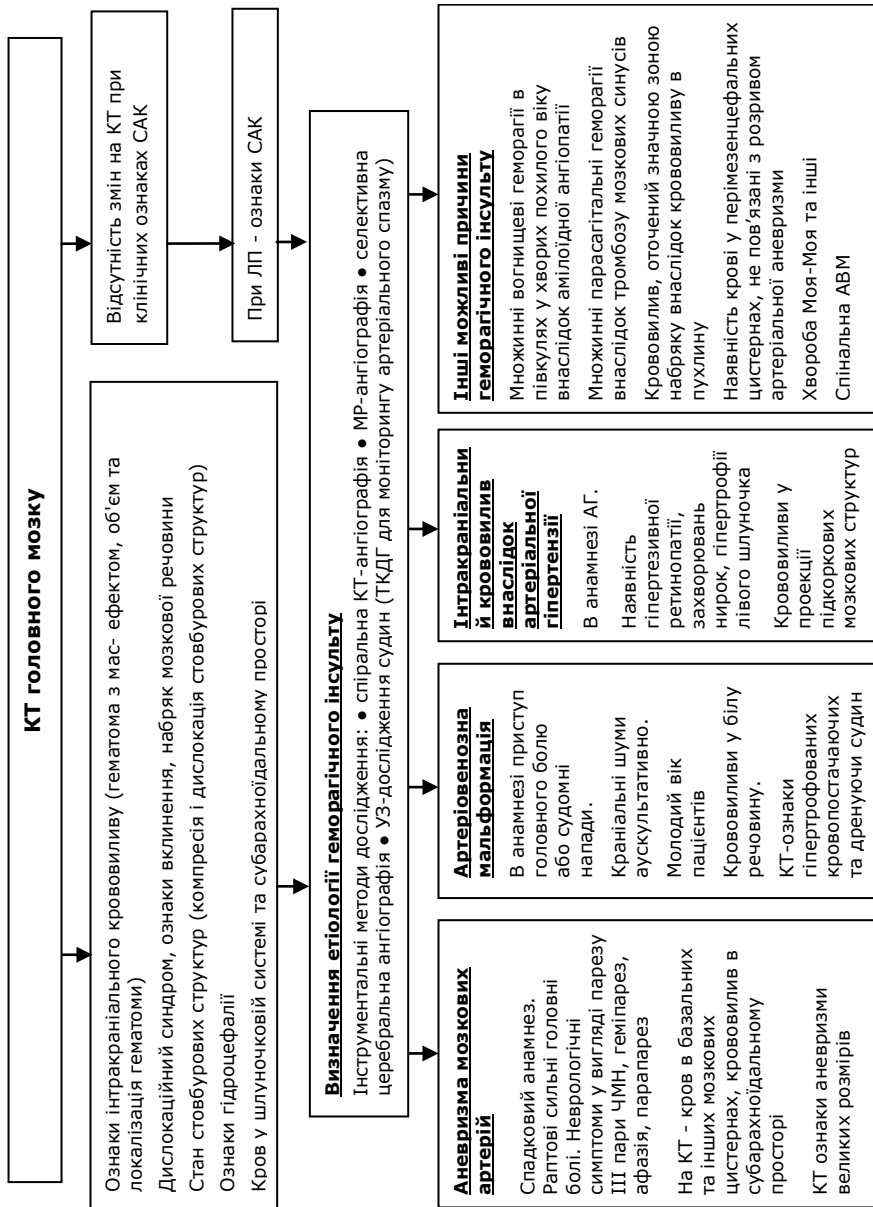 КТ головного мозку
Ознаки інтракраніального крововиливу (гематома з мас- ефектом, об'єм та
локалізація гематоми)
Дислокаційний синдром, ознаки вклинення, набряк мозкової речовини
Стан стовбурових структур (компресія і дислокація стовбурових структур)
Ознаки гідроцефалії
Кров у шлуночковій системі та субарахноїдальному просторі
Відсутність змін на КТ при
клінічних ознаках САК
При ЛП - ознаки САК
Визначення етіології геморагічного інсульту
Інструментальні методи дослідження: ● спіральна КТ-ангіографія ● МР-ангіографія ● селективна
церебральна ангіографія ● УЗ-дослідження судин (ТКДГ для моніторингу артеріального спазму)
Аневризма мозкових
артерій
Спадковий анамнез.
Раптові сильні головні
болі. Неврологічні
симптоми у вигляді парезу
III пари ЧМН, геміпарез,
афазія, парапарез
На КТ - кров в базальних
та інших мозкових
цистернах, крововилив в
субарахноїдальному
просторі
КТ ознаки аневризми
великих розмірів
Артеріовенозна
мальформація
В анамнезі приступ
головного болю
або судомні
напади.
Краніальні шуми
аускультативно.
Молодий вік
пацієнтів
Крововиливи у білу
речовину.
КТ-ознаки
гіпертрофованих
кровопостачаючих
та дренуючи судин
Інтракраніальни
й крововилив
внаслідок
артеріальної
гіпертензії
В анамнезі АГ.
Наявність
гіпертезивної
ретинопатії,
захворювань
нирок, гіпертрофії
лівого шлуночка
Крововиливи у
проекції
підкоркових
мозкових структур
Інші можливі причини
геморагічного інсульту
Множинні вогнищеві геморагії в
півкулях у хворих похилого віку
внаслідок амілоїдної ангіопатії
Множинні парасагітальні геморагії
внаслідок тромбозу мозкових синусів
Крововилив, оточений значною зоною
набряку внаслідок крововиливу в
пухлину
Наявність крові у перімезенцефальних
цистернах, не пов'язані з розривом
артеріальної аневризми
Хвороба Моя-Моя та інші
Спінальна АВМ